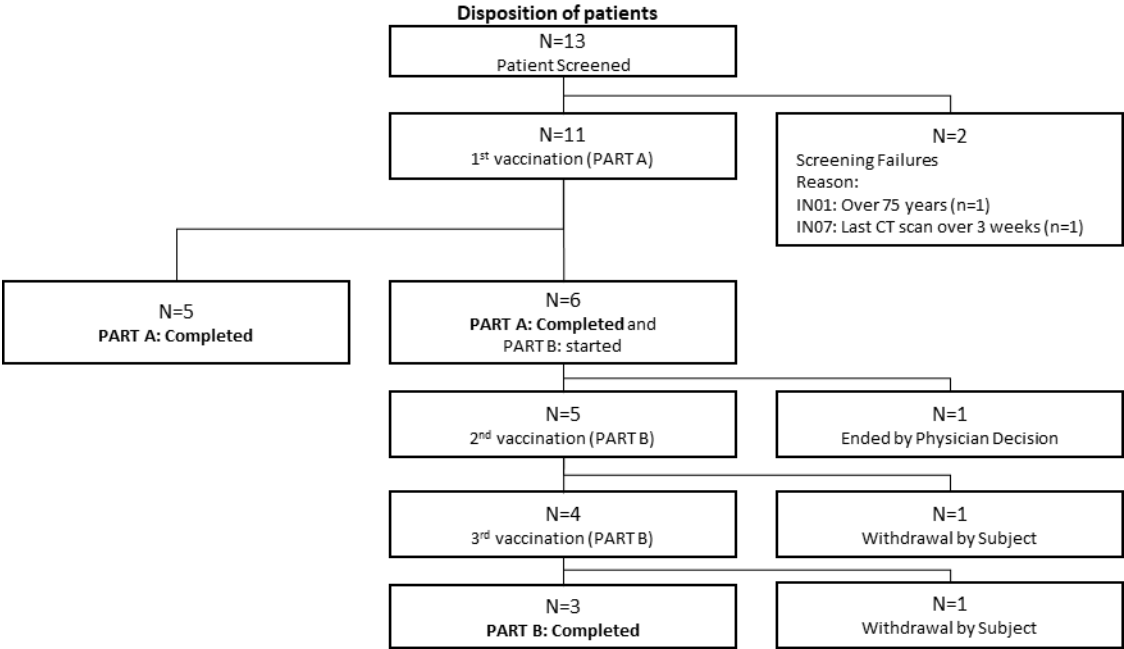 Disposition of patients
N=13
Patient Screened
N=11
1st vaccination (PART A)
N=2
Screening Failures
Reason:
IN01: Over 75 years (n=1)
IN07: Last CT scan over 3 weeks (n=1)
N=5
PART A: Completed
N=6
PART A: Completed and
PART B: started
N=5
2nd vaccination (PART B)
N=1
Ended by Physician Decision
N=4
3rd vaccination (PART B)
N=1
Withdrawal by Subject
N=3
PART B: Completed
N=1
Withdrawal by Subject